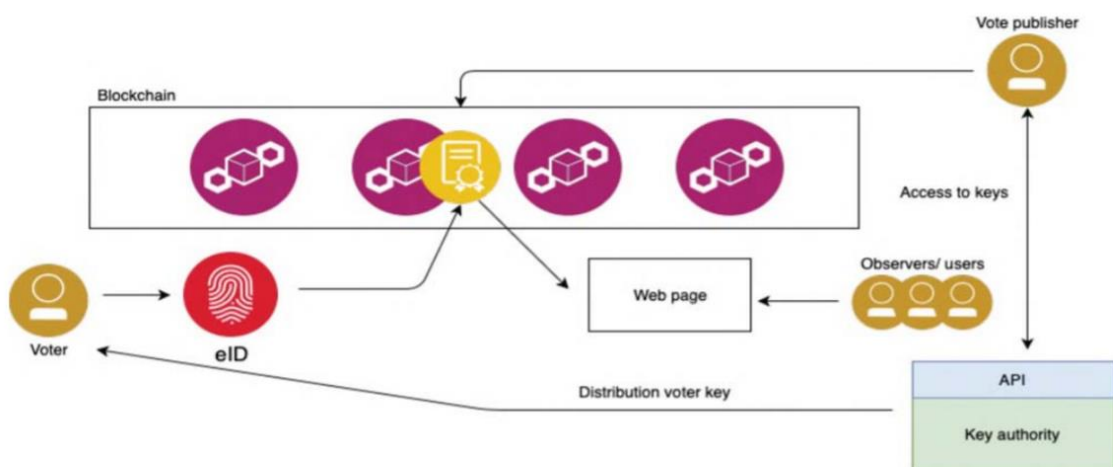 Vote publisher
Blockchain
Access to keys
Observers/ users
Web page
Voter
eID
Distribution voter key
API
Key authority